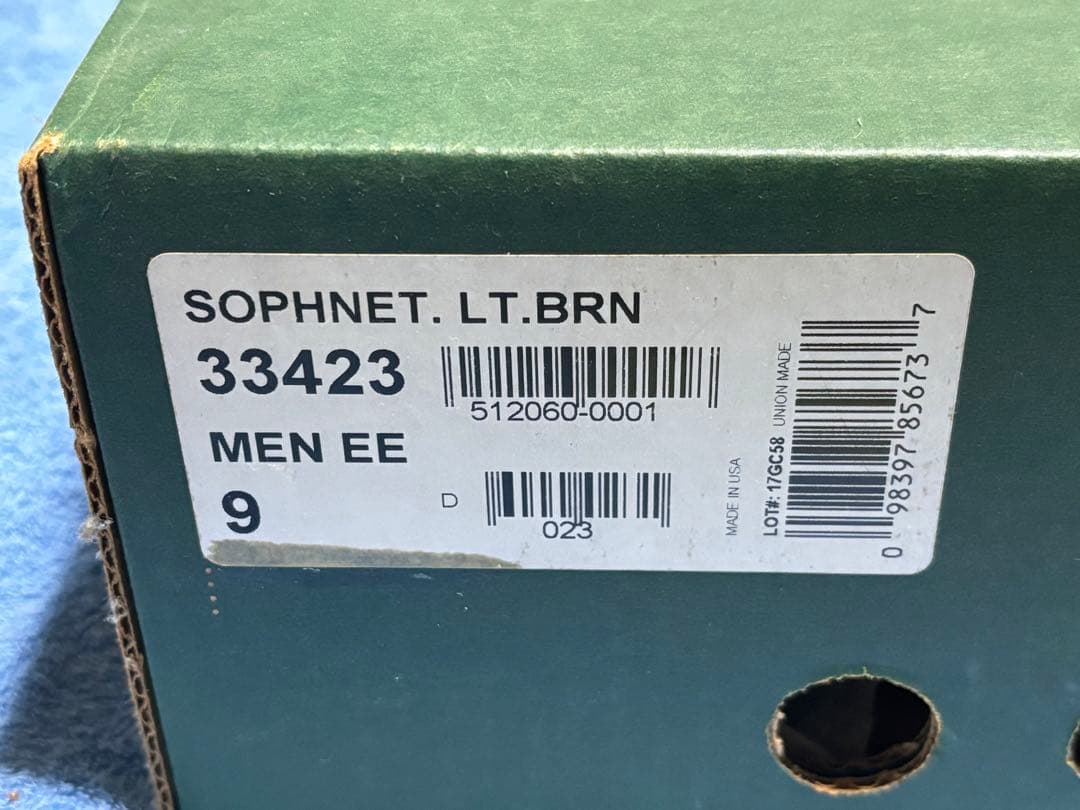 SOPHNET. LT.BRN
33423
512060-0001
MEN EE
9
D
023
MADE IN USA
LOT#: 17GC58 UNION MADE
0 98397 85673 7